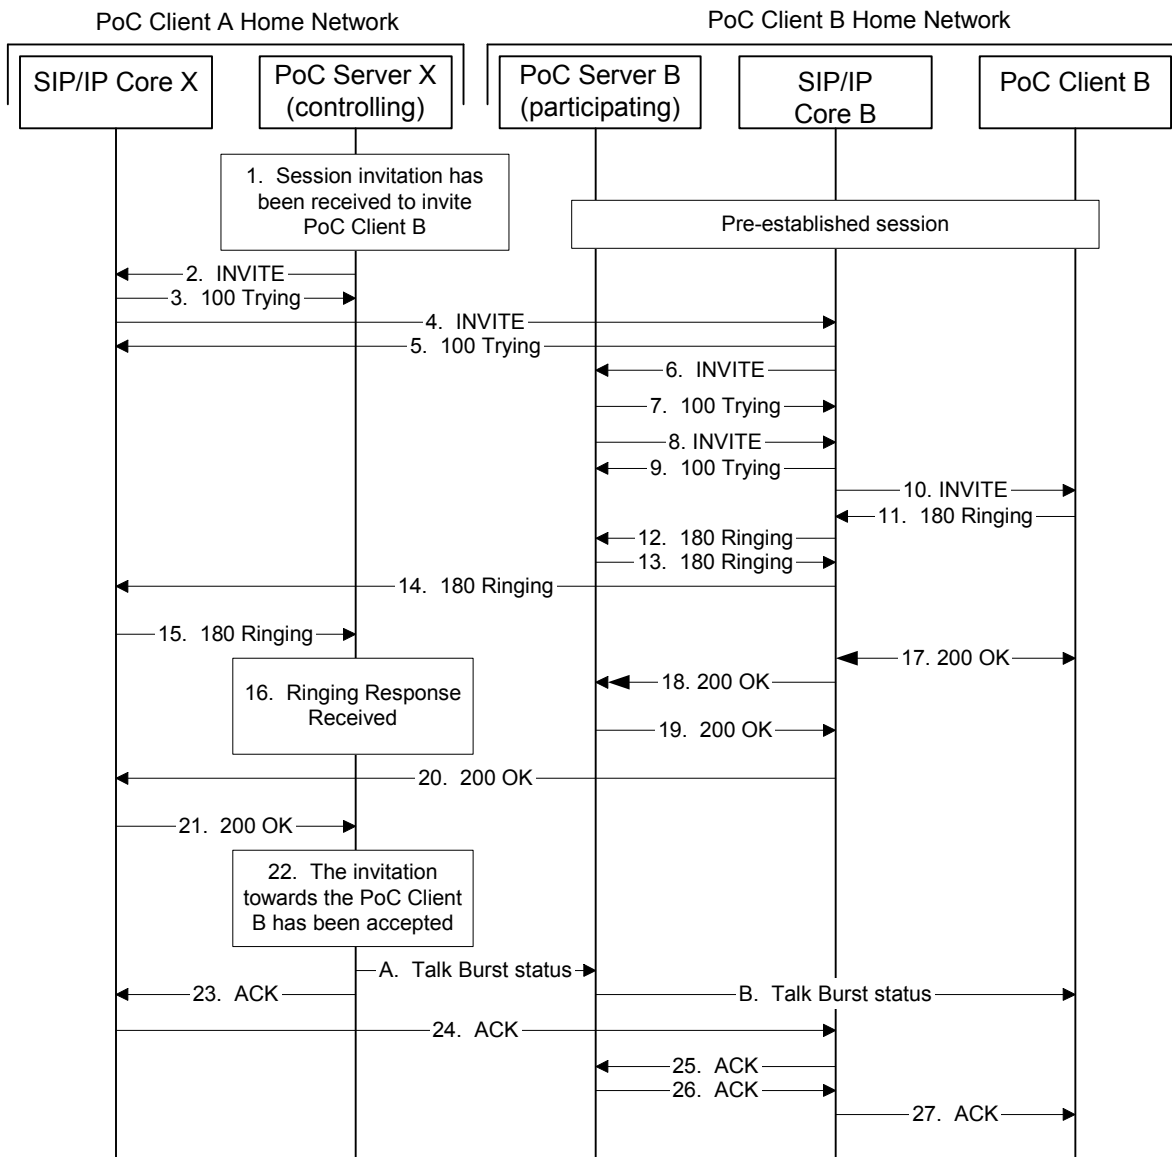 PoC Client A Home Network
PoC Client B Home Network
SIP/IP Core X
PoC Server X
(controlling)
PoC Server B
(participating)
SIP/IP
Core B
PoC Client B
1. Session invitation has
been received to invite
PoC Client B
Pre-established session
2. INVITE
3. 100 Trying
4. INVITE
5. 100 Trying
6. INVITE
7. 100 Trying
8. INVITE
9. 100 Trying
10. INVITE
11. 180 Ringing
12. 180 Ringing
13. 180 Ringing
14. 180 Ringing
15. 180 Ringing
16. Ringing Response
Received
17. 200 OK
18. 200 OK
19. 200 OK
20. 200 OK
21. 200 OK
22. The invitation
towards the PoC Client
B has been accepted
A. Talk Burst status
23. ACK
B. Talk Burst status
24. ACK
25. ACK
26. ACK
27. ACK